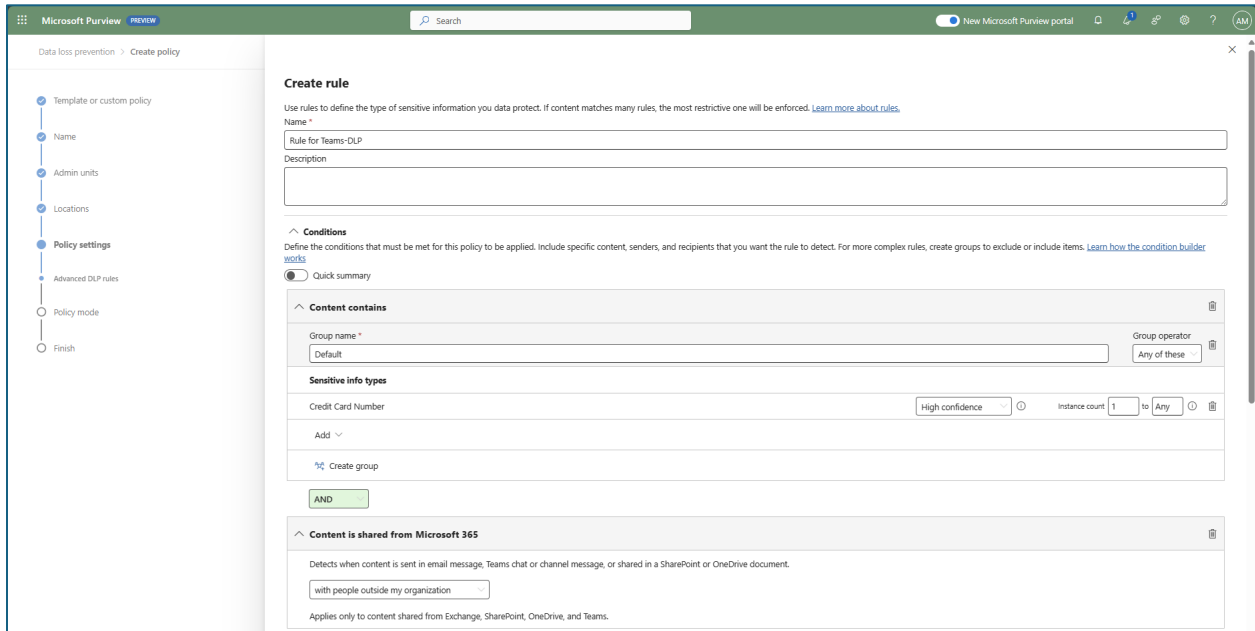 Microsoft Purview PREVIEW
Search
New Microsoft Purview portal
1
?
AM
Data loss prevention > Create policy
Template or custom policy
Name
Admin units
Locations
Policy settings
Advanced DLP rules
Policy mode
Finish
Create rule
Use rules to define the type of sensitive information you data protect. If content matches many rules, the most restrictive one will be enforced. Learn more about rules.
Name *
Rule for Teams-DLP
Description
Conditions
Define the conditions that must be met for this policy to be applied. Include specific content, senders, and recipients that you want the rule to detect. For more complex rules, create groups to exclude or include items. Learn how the condition builder
works
Quick summary
Content contains
Group name * Group operator
Default Any of these
Sensitive info types
Credit Card Number High confidence Instance count 1 to Any
Add
Create group
AND
Content is shared from Microsoft 365
Detects when content is sent in email message, Teams chat or channel message, or shared in a SharePoint or OneDrive document.
with people outside my organization
Applies only to content shared from Exchange, SharePoint, OneDrive, and Teams.